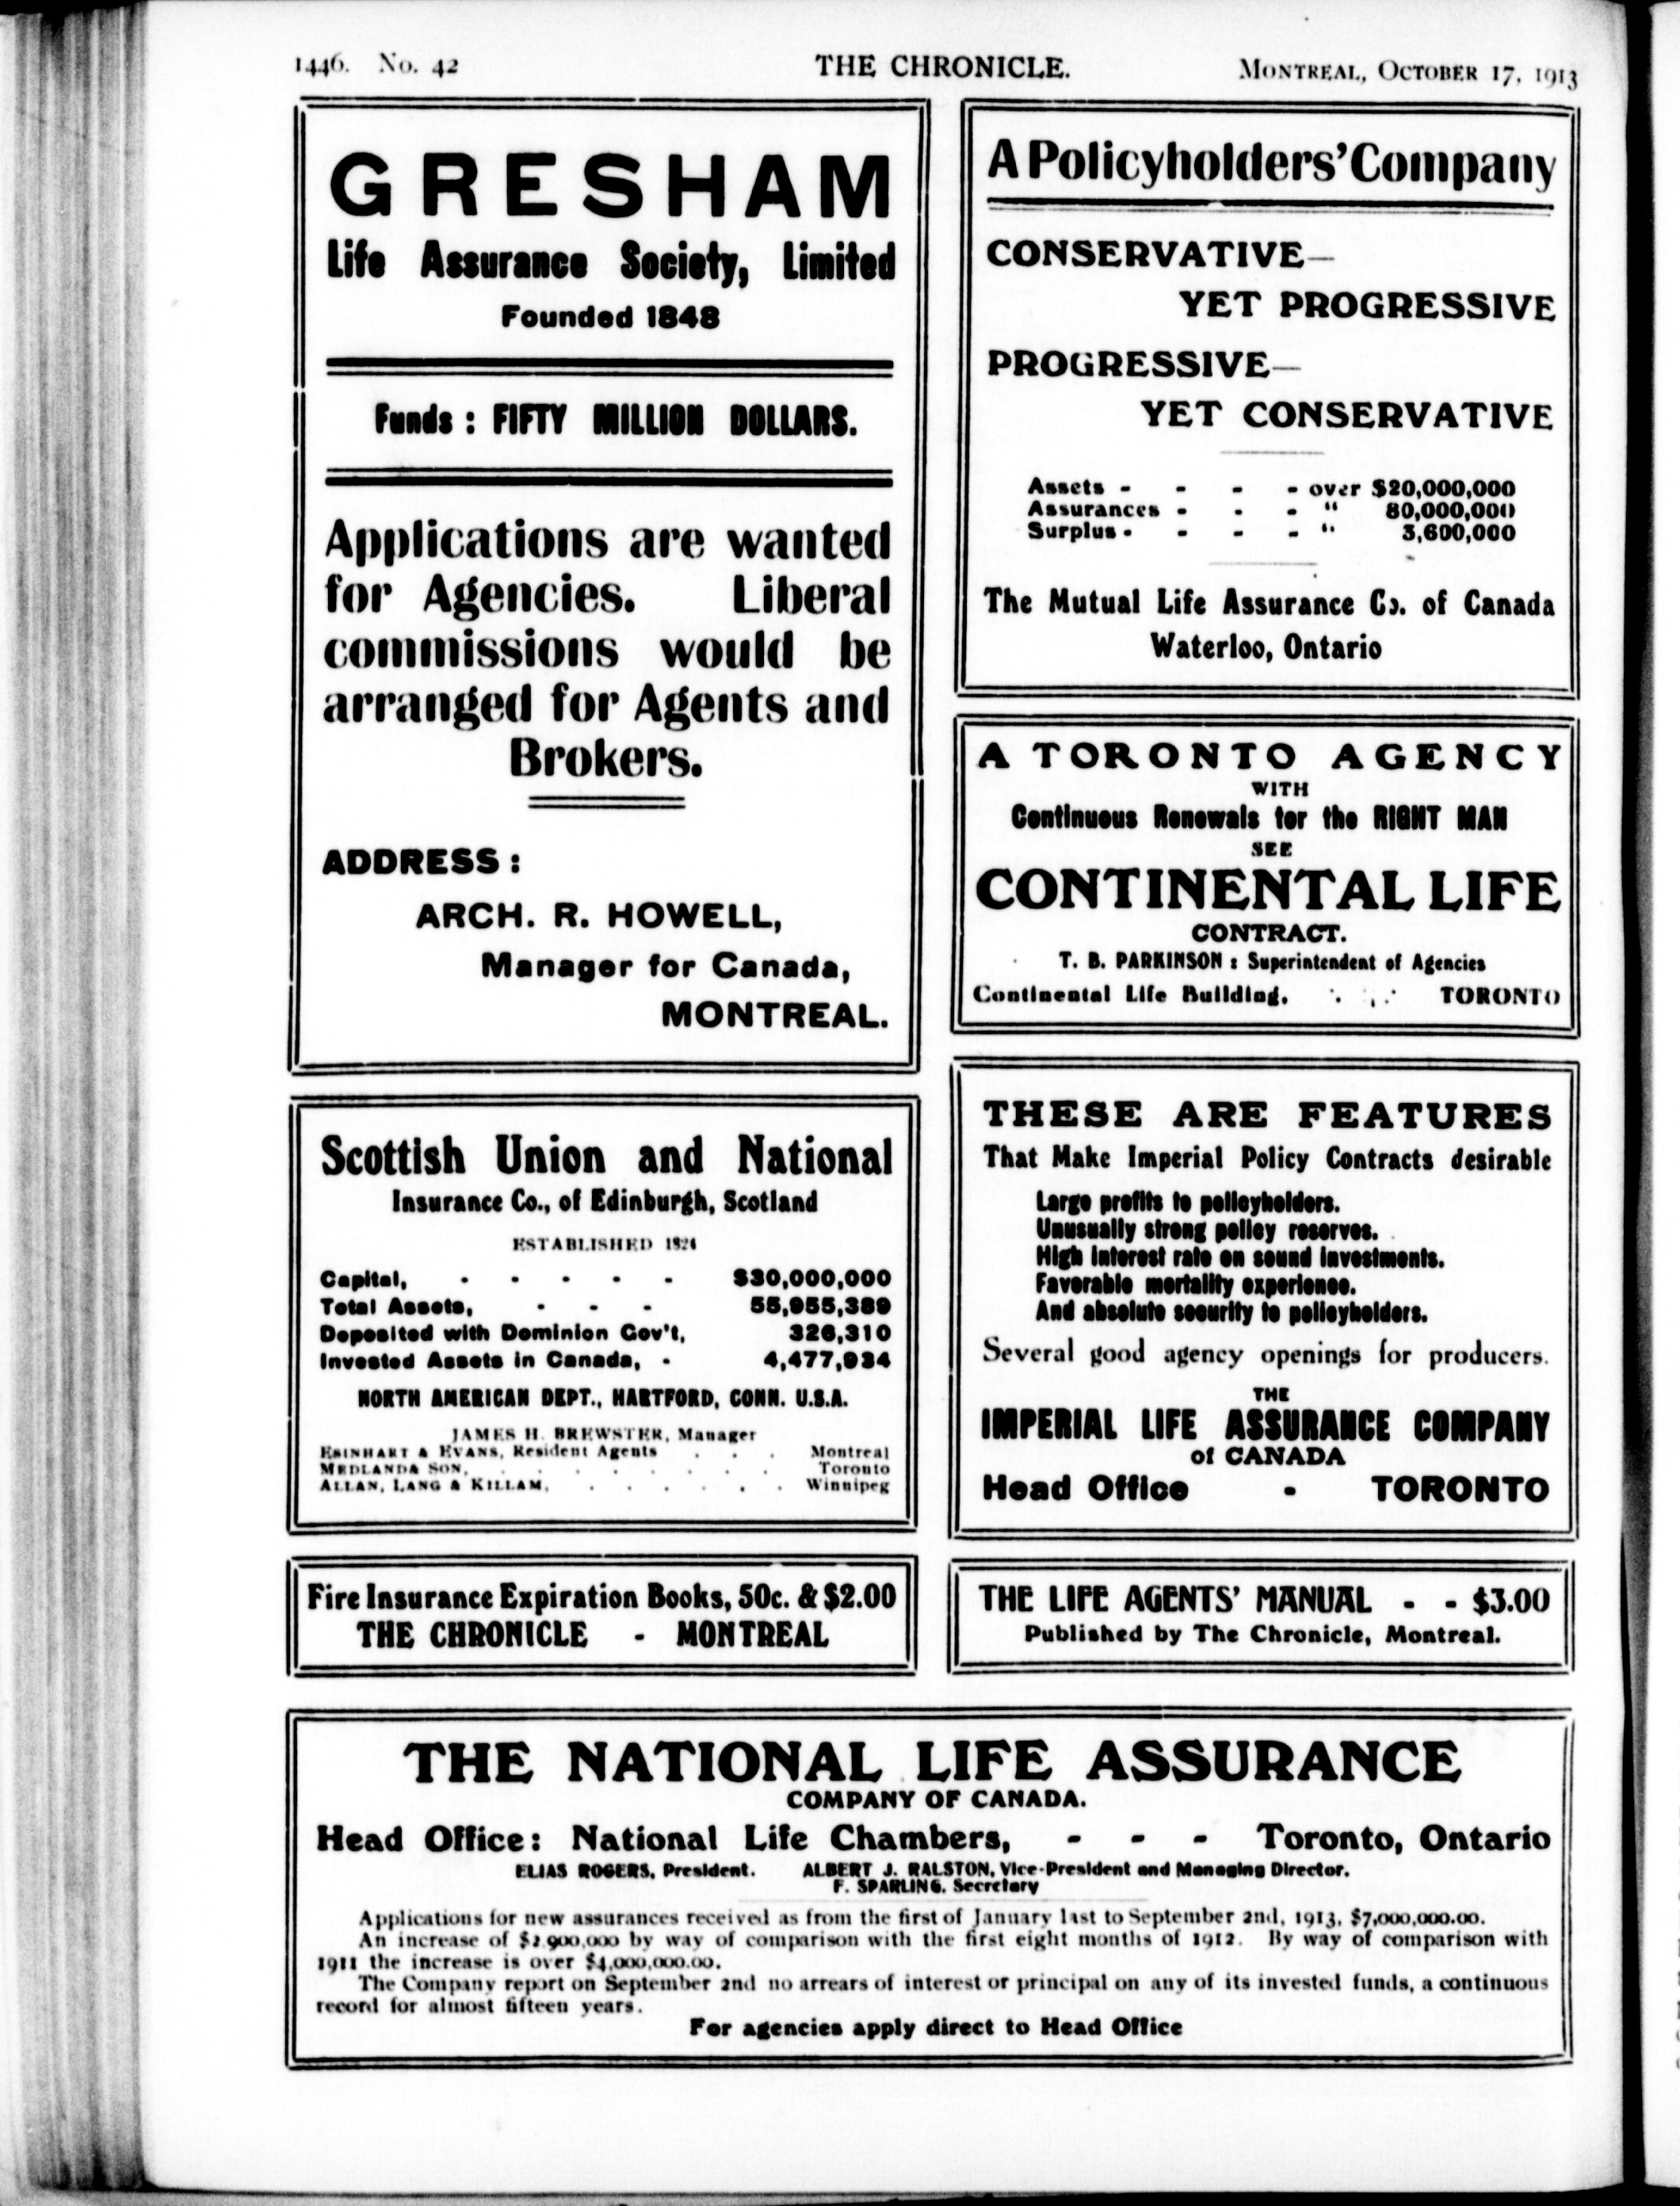 1446. No. 42
THE CHRONICLE.
MONTREAL, OCTOBER 17, 1913
GRESHAM
Life Assurance Society, Limited
Founded 1848
Funds : FIFTY MILLION DOLLARS.
Applications are wanted
for Agencies. Liberal
commissions would be
arranged for Agents and
Brokers.
ADDRESS :
ARCH. R. HOWELL,
Manager for Canada,
MONTREAL.
Scottish Union and National
Insurance Co., of Edinburgh, Scotland
ESTABLISHED 1824
Capital, - - - - - $30,000,000
Total Assets, - - - 55,955,389
Deposited with Dominion Gov't, 326,310
Invested Assets in Canada, - 4,477,934
NORTH AMERICAN DEPT., HARTFORD, CONN. U.S.A.
JAMES H. BREWSTER, Manager
ESINHART & EVANS, Resident Agents . . . Montreal
MEDLAND & SON, . . . . . . . . Toronto
ALLAN, LANG & KILLAM, . . . . . . Winnipeg
Fire Insurance Expiration Books, 50c. & $2.00
THE CHRONICLE - MONTREAL
A Policyholders' Company
CONSERVATIVE—
YET PROGRESSIVE
PROGRESSIVE—
YET CONSERVATIVE
Assets - - - - over $20,000,000
Assurances - - - " 80,000,000
Surplus - - - - " 3,600,000
The Mutual Life Assurance Co. of Canada
Waterloo, Ontario
A TORONTO AGENCY
WITH
Continuous Renewals for the RIGHT MAN
SEE
CONTINENTAL LIFE
CONTRACT.
T. B. PARKINSON : Superintendent of Agencies
Continental Life Building, TORONTO
THESE ARE FEATURES
That Make Imperial Policy Contracts desirable
Large profits to policyholders.
Unusually strong policy reserves.
High interest rate on sound investments.
Favorable mortality experience.
And absolute security to policyholders.
Several good agency openings for producers.
THE
IMPERIAL LIFE ASSURANCE COMPANY
of CANADA
Head Office - TORONTO
THE LIFE AGENTS' MANUAL - - $3.00
Published by The Chronicle, Montreal.
THE NATIONAL LIFE ASSURANCE
COMPANY OF CANADA.
Head Office: National Life Chambers, - - - Toronto, Ontario
ELIAS ROGERS, President. ALBERT J. RALSTON, Vice-President and Managing Director.
F. SPARLING, Secretary
Applications for new assurances received as from the first of January last to September 2nd, 1913, $7,000,000.00.
An increase of by way of comparison with the first eight months of 1912. By way of comparison with
1911 the increase is over $4,000,000.00.
The Company report on September 2nd no arrears of interest or principal on any of its invested funds, a continuous
record for almost fifteen years.
For agencies apply direct to Head Office